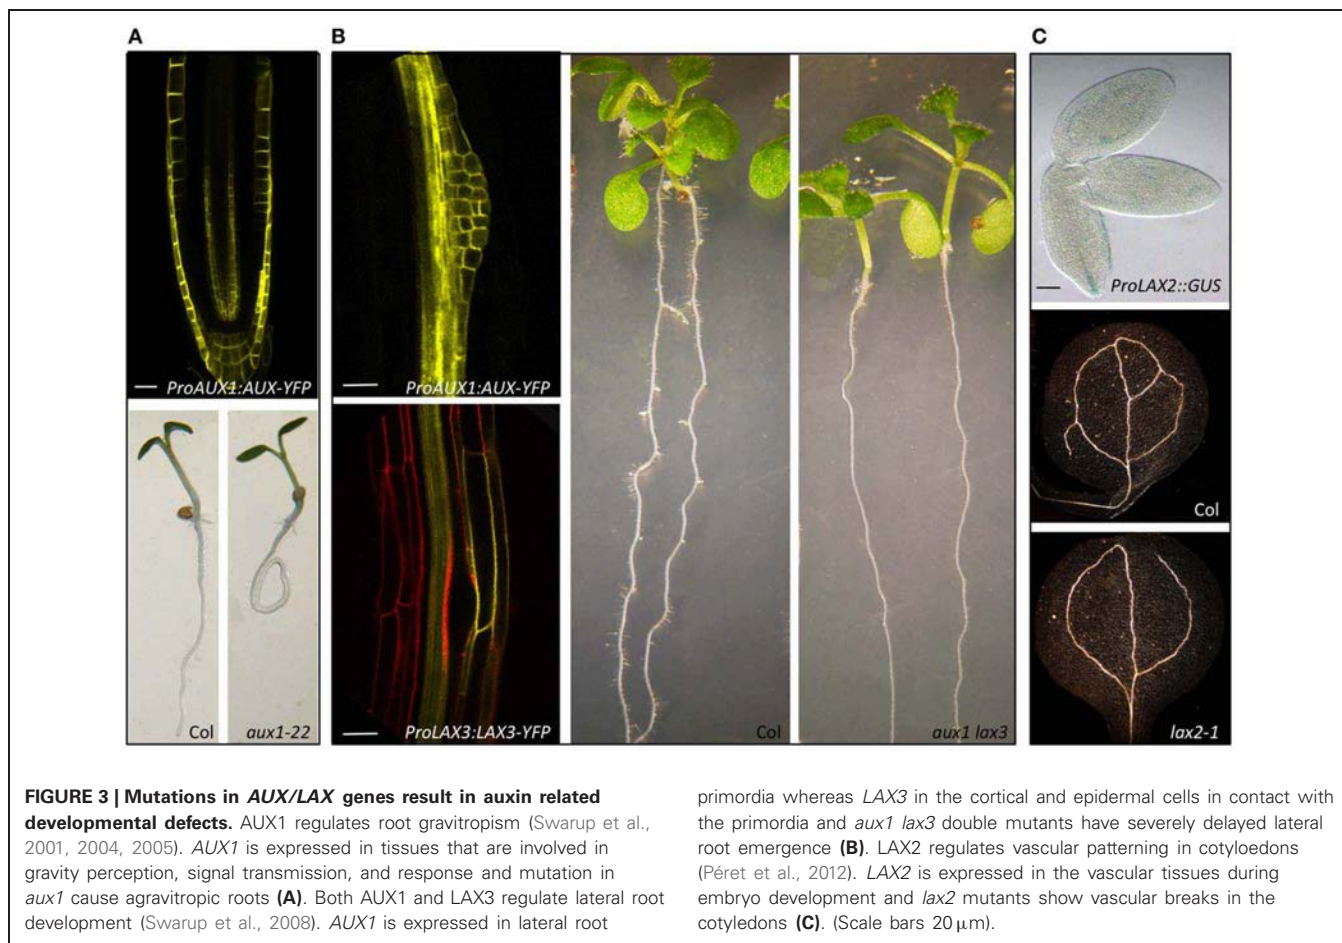 A
B
C
ProAUX1:AUX-YFP
ProAUX1:AUX-YFP
ProLAX2::GUS
Col
Col
aux1-22
ProLAX3:LAX3-YFP
Col
aux1 lax3
lax2-1
FIGURE 3 | Mutations in AUX/LAX genes result in auxin related
developmental defects. AUX1 regulates root gravitropism (Swarup et al.,
2001, 2004, 2005). AUX1 is expressed in tissues that are involved in
gravity perception, signal transmission, and response and mutation in
aux1 cause agravitropic roots (A). Both AUX1 and LAX3 regulate lateral root
development (Swarup et al., 2008). AUX1 is expressed in lateral root
primordia whereas LAX3 in the cortical and epidermal cells in contact with
the primordia and aux1 lax3 double mutants have severely delayed lateral
root emergence (B). LAX2 regulates vascular patterning in cotyloedons
(Péret et al., 2012). LAX2 is expressed in the vascular tissues during
embryo development and lax2 mutants show vascular breaks in the
cotyledons (C). (Scale bars 20 μm).